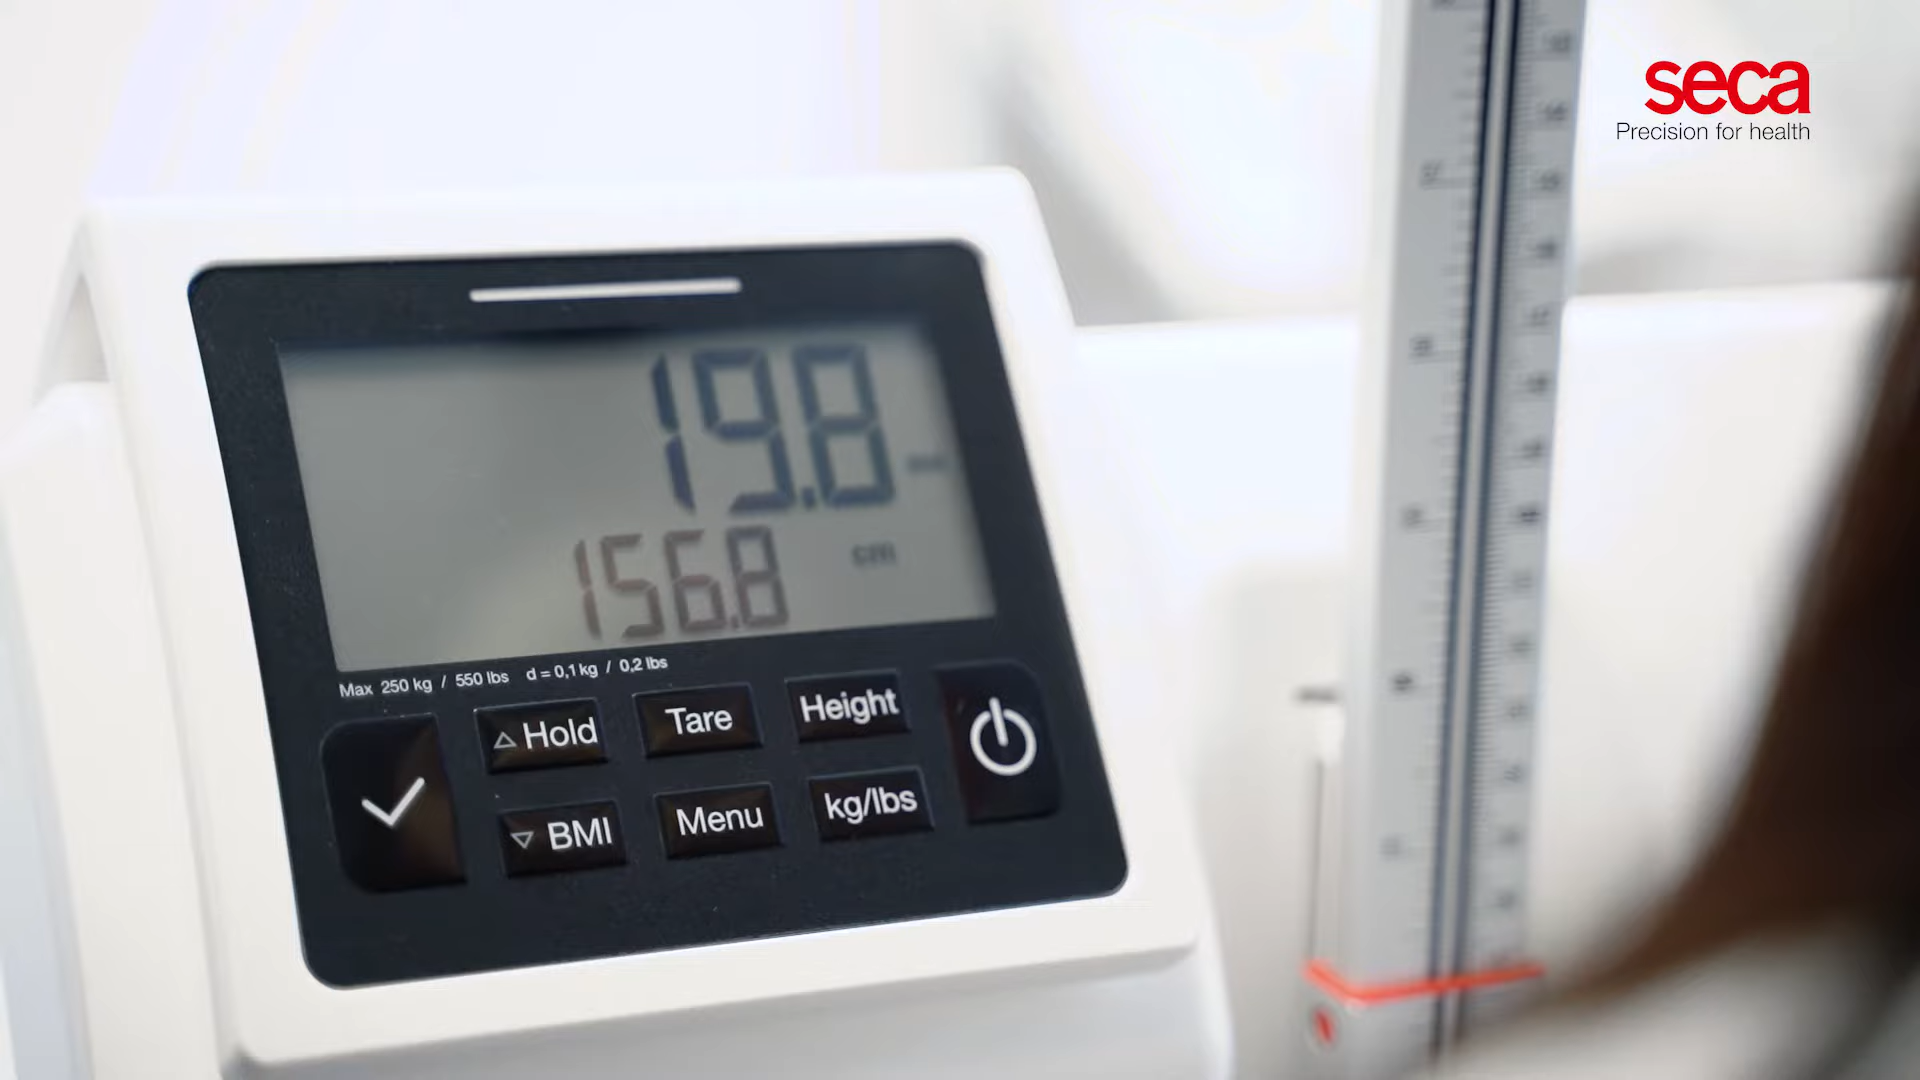 seca
Precision for health
19.8
156.8 cm
Max 250 kg / 550 lbs d = 0,1 kg / 0,2 lbs
△ Hold Tare Height
▽ BMI Menu kg/lbs